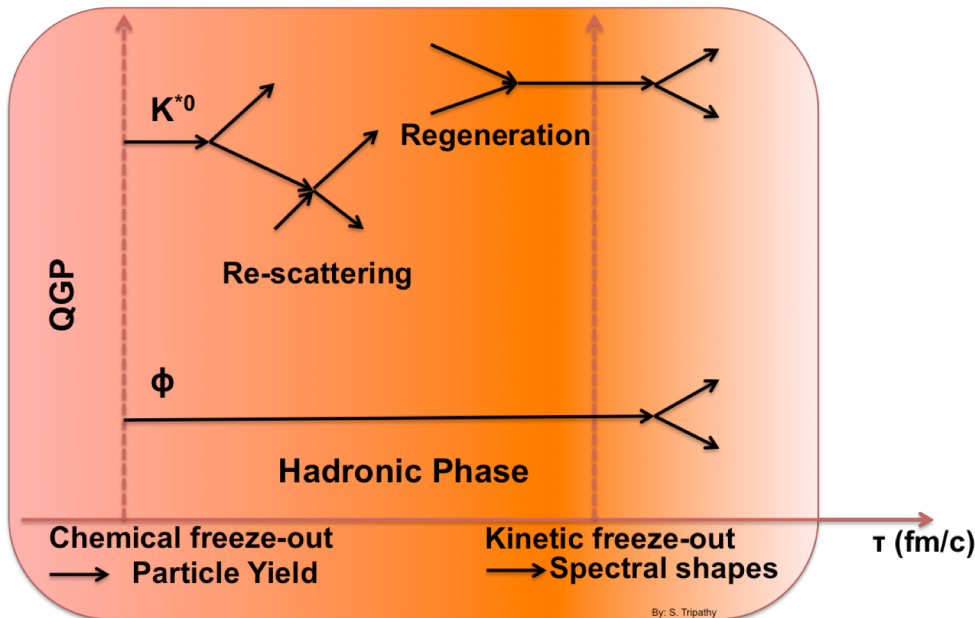 K*0
Regeneration
Re-scattering
QGP
ϕ
Hadronic Phase
Chemical freeze-out
Particle Yield
Kinetic freeze-out
Spectral shapes
τ (fm/c)
By: S. Tripathy